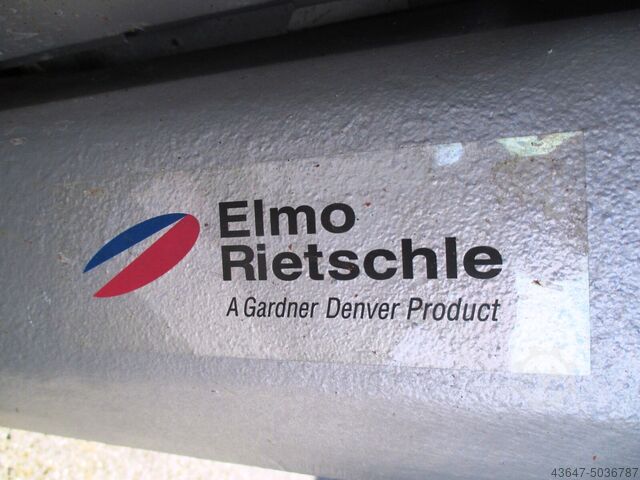 Elmo
Rietschle
A Gardner Denver Product
43647-5036787